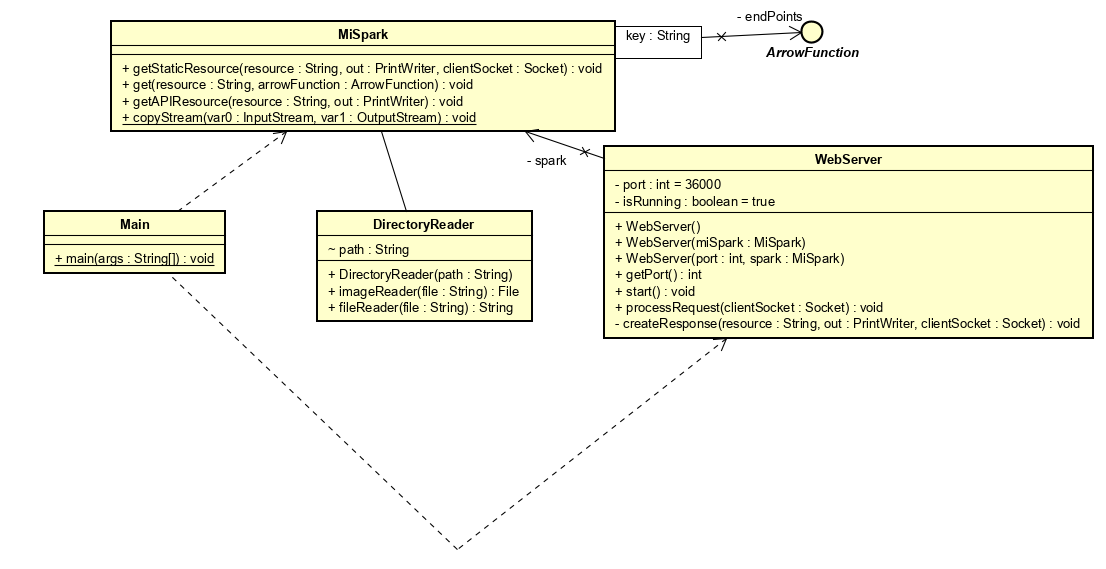 MiSpark
+ getStaticResource(resource : String, out : PrintWriter, clientSocket : Socket) : void
+ get(resource : String, arrowFunction : ArrowFunction) : void
+ getAPIResource(resource : String, out : PrintWriter) : void
+ copyStream(var0 : InputStream, var1 : OutputStream) : void
key : String
- endPoints
ArrowFunction
- spark
WebServer
- port : int = 36000
- isRunning : boolean = true
+ WebServer()
+ WebServer(miSpark : MiSpark)
+ WebServer(port : int, spark : MiSpark)
+ getPort() : int
+ start() : void
+ processRequest(clientSocket : Socket) : void
- createResponse(resource : String, out : PrintWriter, clientSocket : Socket) : void
Main
+ main(args : String[]) : void
DirectoryReader
~ path : String
+ DirectoryReader(path : String)
+ imageReader(file : String) : File
+ fileReader(file : String) : String